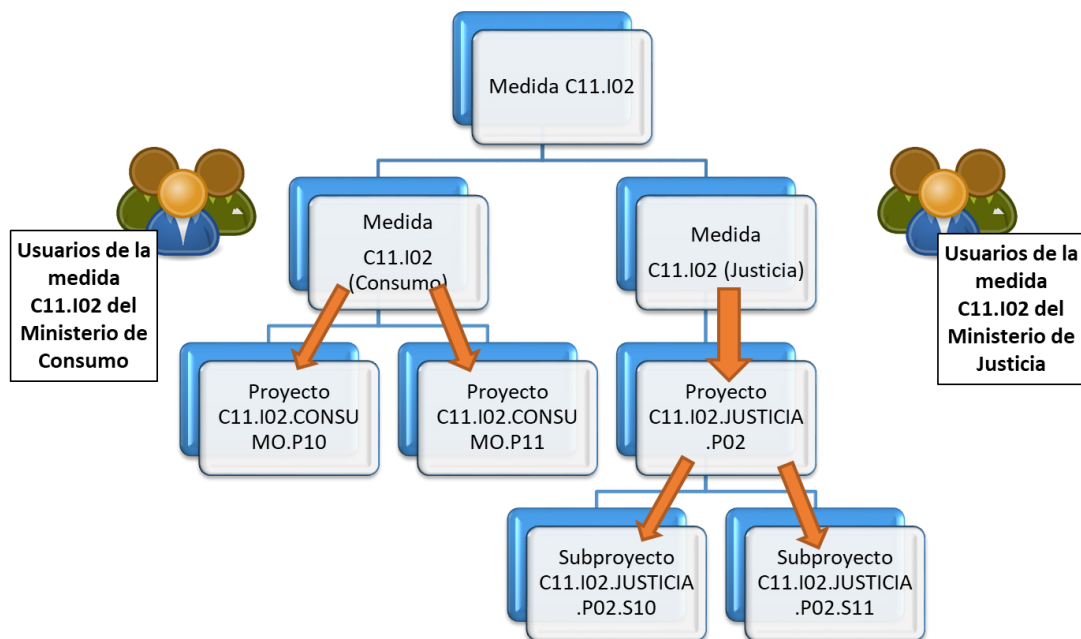 Medida C11.I02
Usuarios de la
medida
C11.I02 del
Ministerio de
Consumo
Medida
C11.I02
(Consumo)
Medida
C11.I02 (Justicia)
Usuarios de la
medida
C11.I02 del
Ministerio de
Justicia
Proyecto
C11.I02.CONSU
MO.P10
Proyecto
C11.I02.CONSU
MO.P11
Proyecto
C11.I02.JUSTICIA
.P02
Subproyecto
C11.I02.JUSTICIA
.P02.S10
Subproyecto
C11.I02.JUSTICIA
.P02.S11